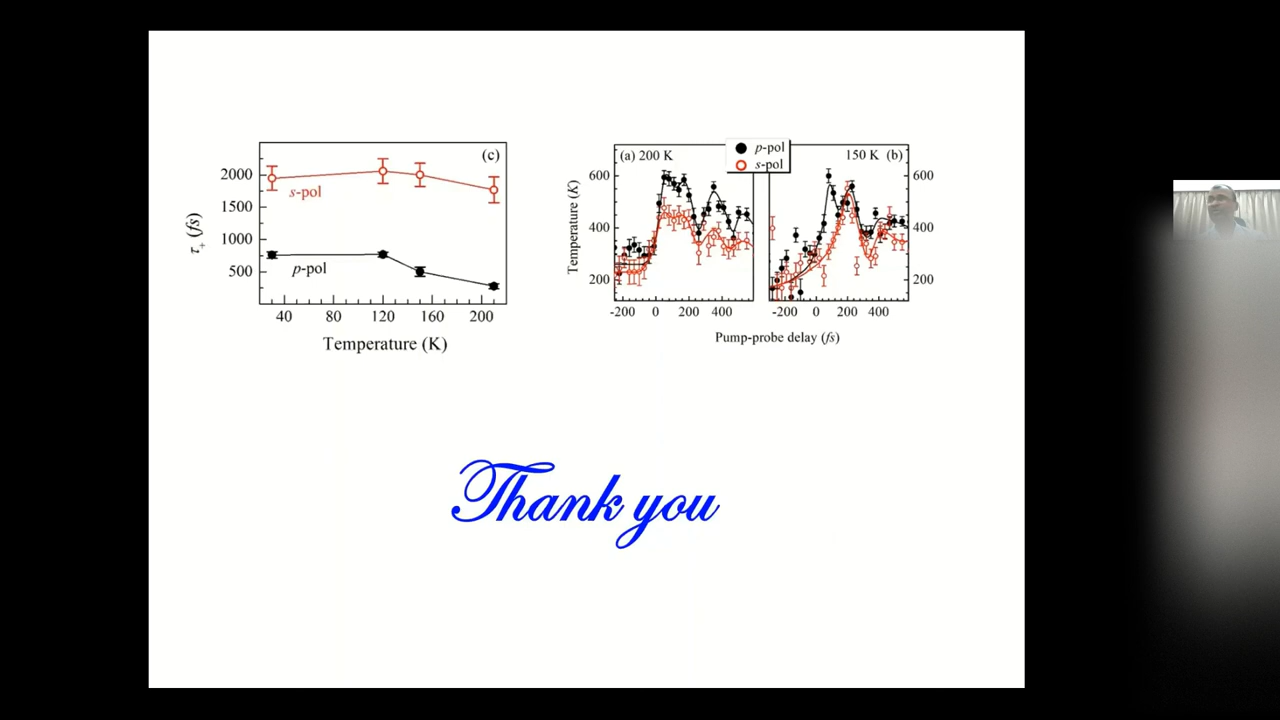 (c)
2000
1500
1000
500
τ+ (fs)
s-pol
p-pol
40 80 120 160 200
Temperature (K)
(a) 200 K
p-pol
s-pol
150 K (b)
600
400
200
Temperature (K)
600
400
200
-200 0 200 400
-200 0 200 400
Pump-probe delay (fs)
Thank you